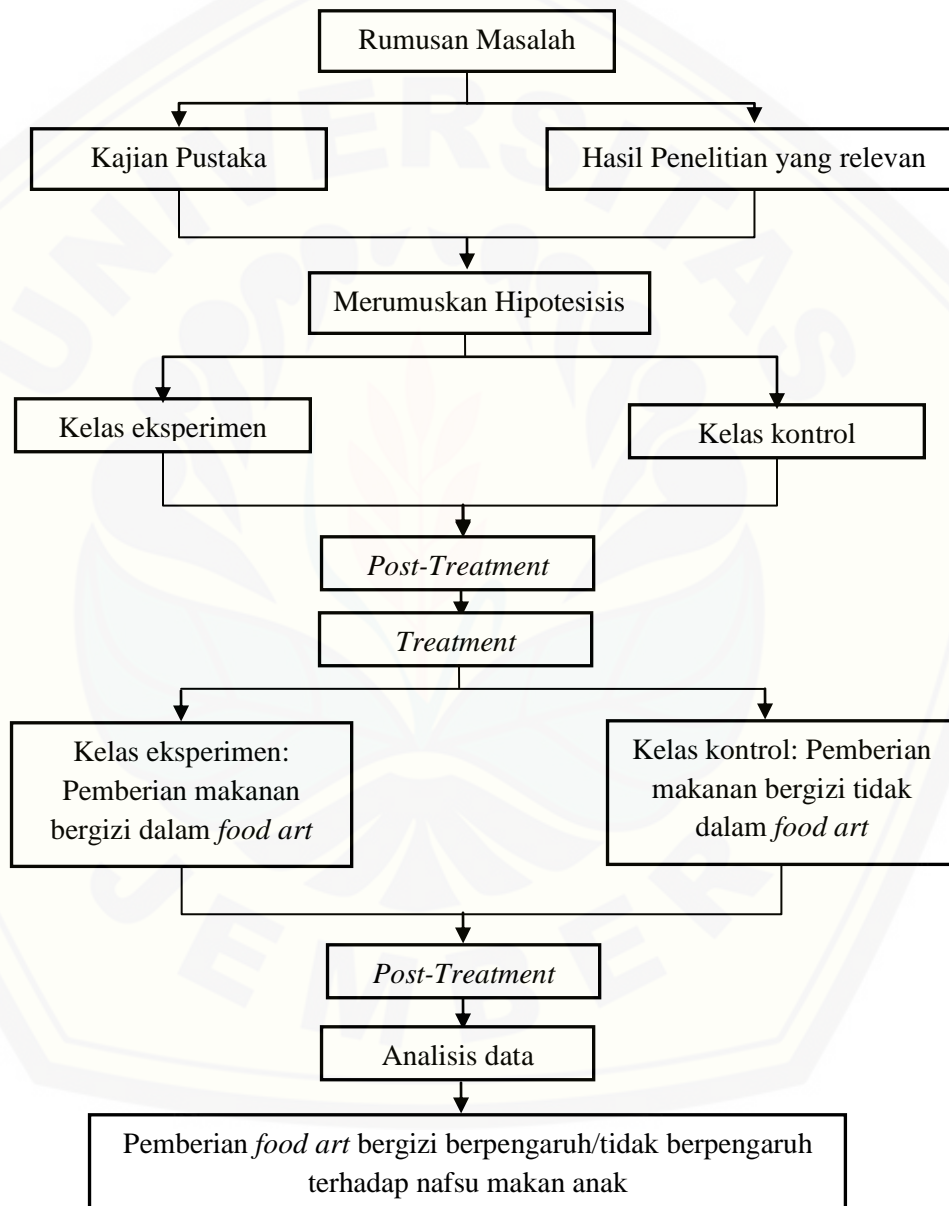 UNIVERSITAS
Rumusan Masalah
Kajian Pustaka
Hasil Penelitian yang relevan
Merumuskan Hipotesisis
Kelas eksperimen
Kelas kontrol
Post-Treatment
Treatment
Kelas eksperimen:
Pemberian makanan
bergizi dalam food art
Kelas kontrol: Pemberian
makanan bergizi tidak
dalam food art
Post-Treatment
Analisis data
Pemberian food art bergizi berpengaruh/tidak berpengaruh
terhadap nafsu makan anak
JEMBER